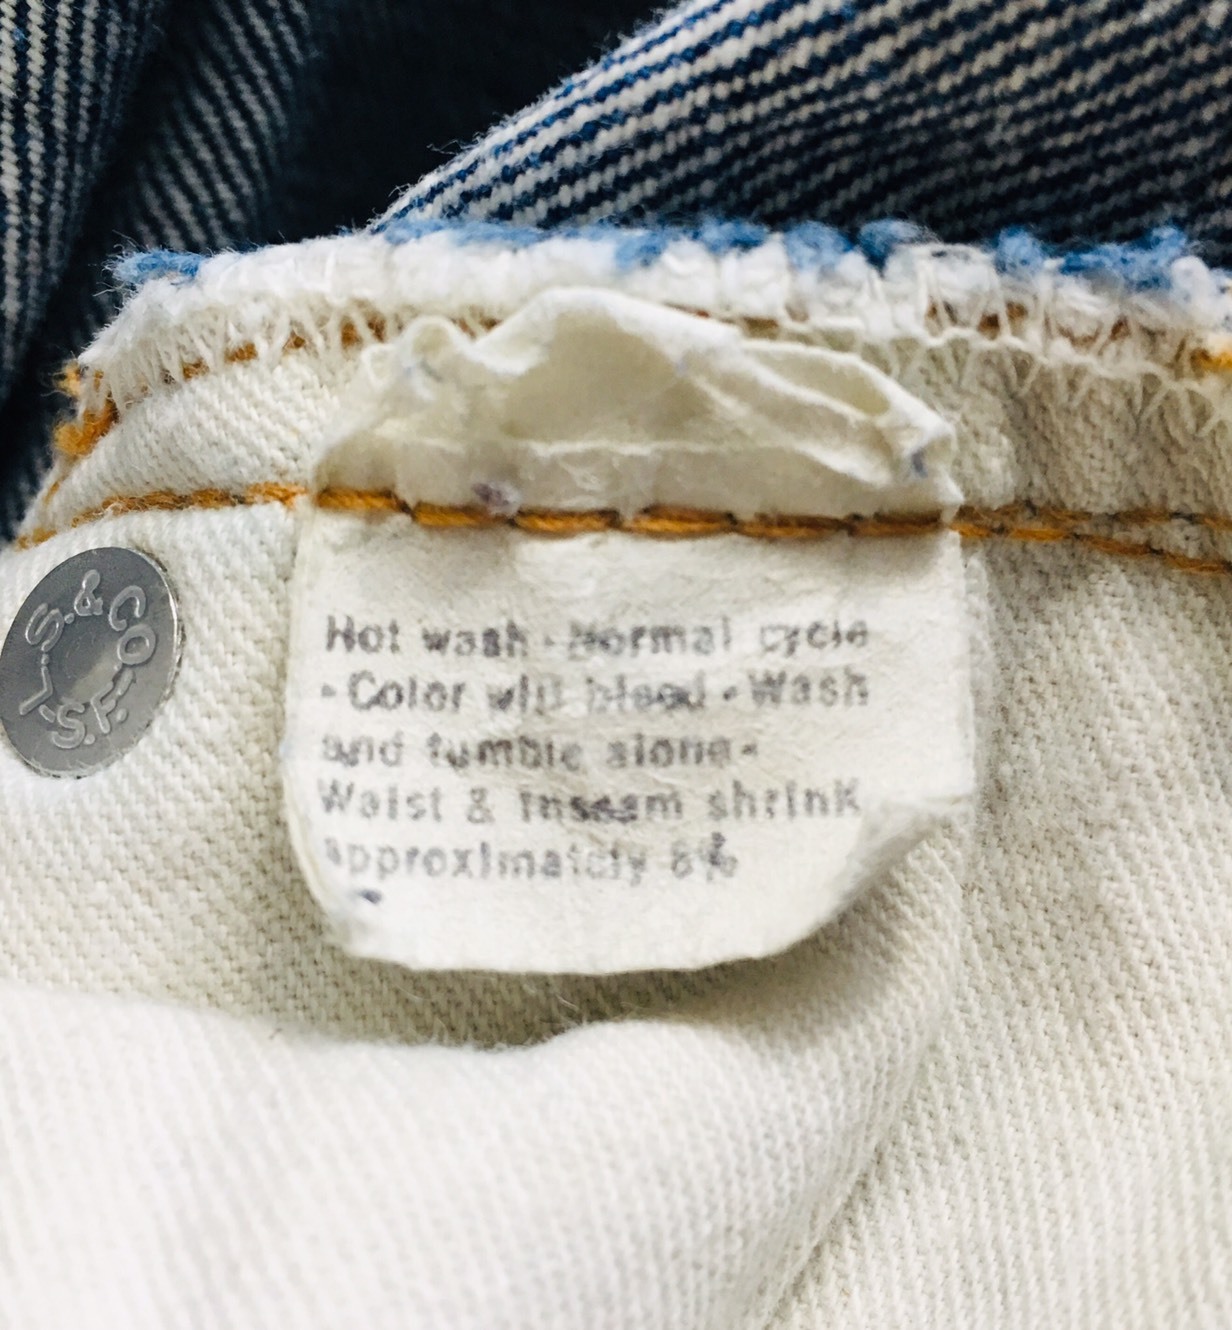 L.S.&CO.-S.F.-
Hot wash - Normal cycle
- Color will bleed - Wash
and tumble alone -
Waist & Inseam shrink
approximately 8%